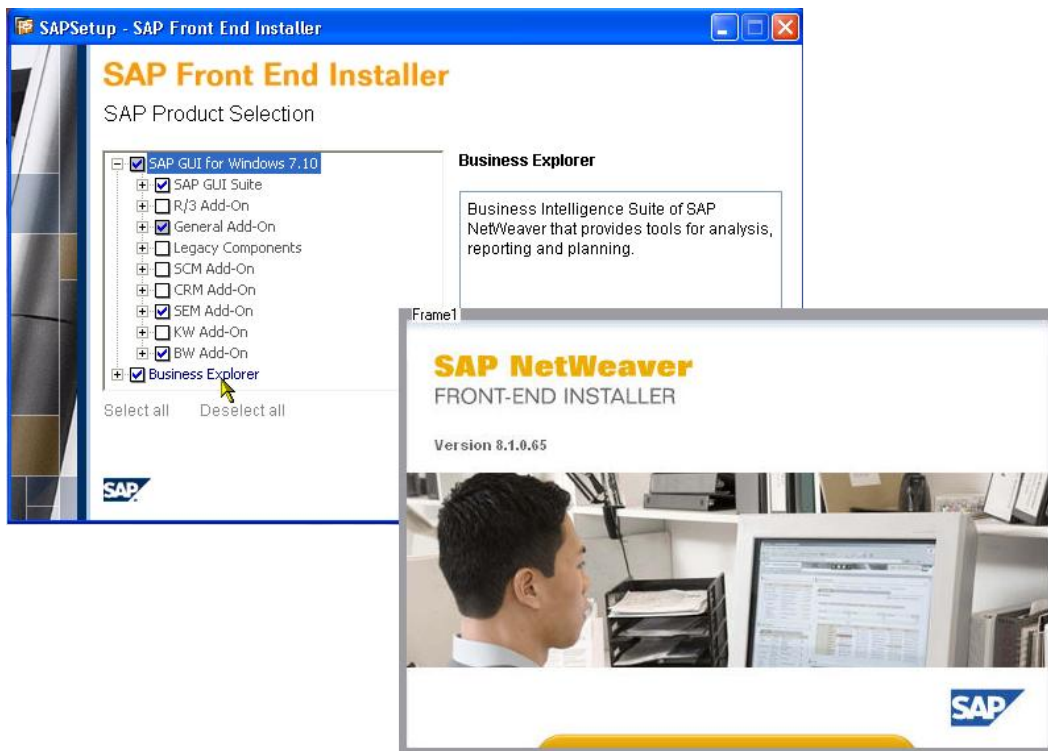 SAPSetup - SAP Front End Installer
SAP Front End Installer
SAP Product Selection
SAP GUI for Windows 7.10
SAP GUI Suite
R/3 Add-On
General Add-On
Legacy Components
SCM Add-On
CRM Add-On
SEM Add-On
KW Add-On
BW Add-On
Business Explorer
Select all Deselect all
SAP
Business Explorer
Business Intelligence Suite of SAP
NetWeaver that provides tools for analysis,
reporting and planning.
Frame1
SAP NetWeaver
FRONT-END INSTALLER
Version 8.1.0.65
SAP